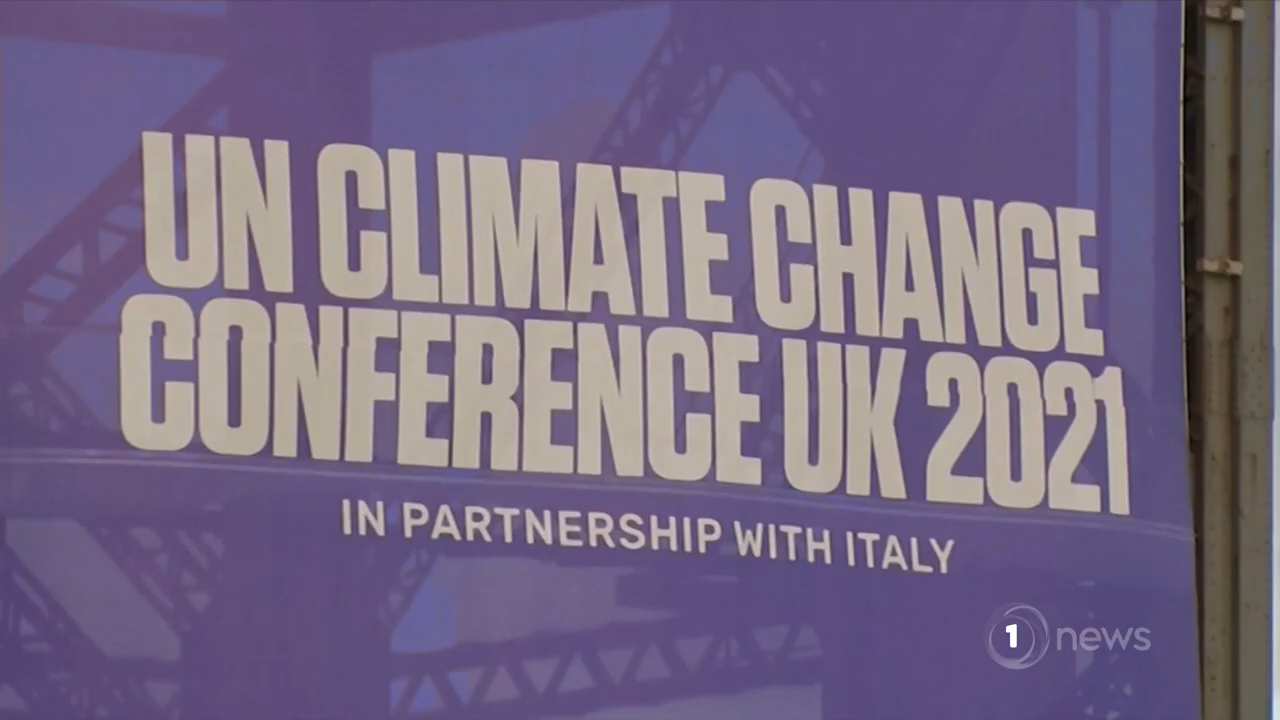 UN CLIMATE CHANGE
CONFERENCE UK 2021
IN PARTNERSHIP WITH ITALY
1 news